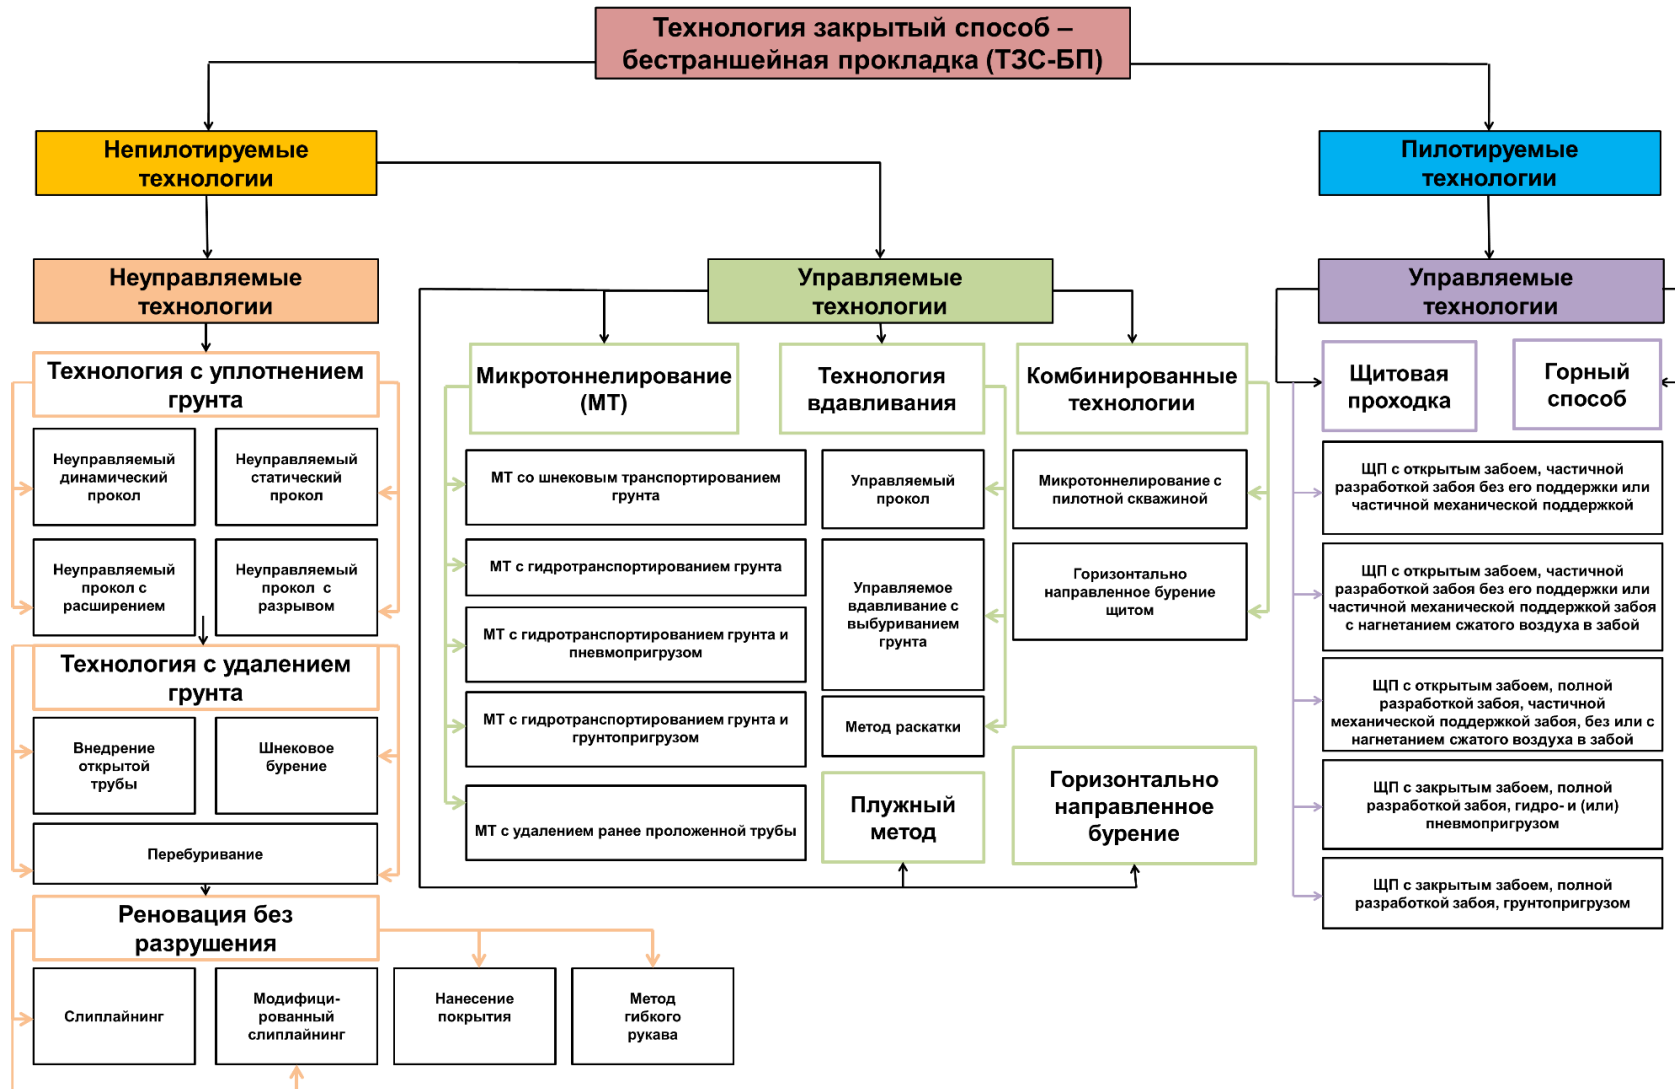 Технология закрытый способ –
бестраншейная прокладка (ТЗС-БП)
Непилотируемые
технологии
Пилотируемые
технологии
Неуправляемые
технологии
Управляемые
технологии
Управляемые
технологии
Технология с уплотнением
грунта
Неуправляемый
динамический
прокол
Неуправляемый
статический
прокол
Неуправляемый
прокол с
расширением
Неуправляемый
прокол с
разрывом
Технология с удалением
грунта
Внедрение
открытой
трубы
Шнековое
бурение
Перебуривание
Реновация без
разрушения
Слиплайнинг
Модифици-
рованный
слиплайнинг
Нанесение
покрытия
Метод
гибкого
рукава
Микротоннелирование
(МТ)
МТ со шнековым транспортированием
грунта
МТ с гидротранспортированием грунта
МТ с гидротранспортированием грунта и
пневмопригрузом
МТ с гидротранспортированием грунта и
грунтопригрузом
МТ с удалением ранее проложенной трубы
Технология
вдавливания
Управляемый
прокол
Управляемое
вдавливание с
выбуриванием
грунта
Метод раскатки
Плужный
метод
Комбинированные
технологии
Микротоннелирование с
пилотной скважиной
Горизонтально
направленное бурение
щитом
Горизонтально
направленное
бурение
Щитовая
проходка
Горный
способ
ЩП с открытым забоем, частичной
разработкой забоя без его поддержки или
частичной механической поддержкой
ЩП с открытым забоем, частичной
разработкой забоя без его поддержки или
частичной механической поддержкой забоя
с нагнетанием сжатого воздуха в забой
ЩП с открытым забоем, полной
разработкой забоя, частичной
механической поддержкой забоя, без или с
нагнетанием сжатого воздуха в забой
ЩП с закрытым забоем, полной
разработкой забоя, гидро- и (или)
пневмопригрузом
ЩП с закрытым забоем, полной
разработкой забоя, грунтопригрузом